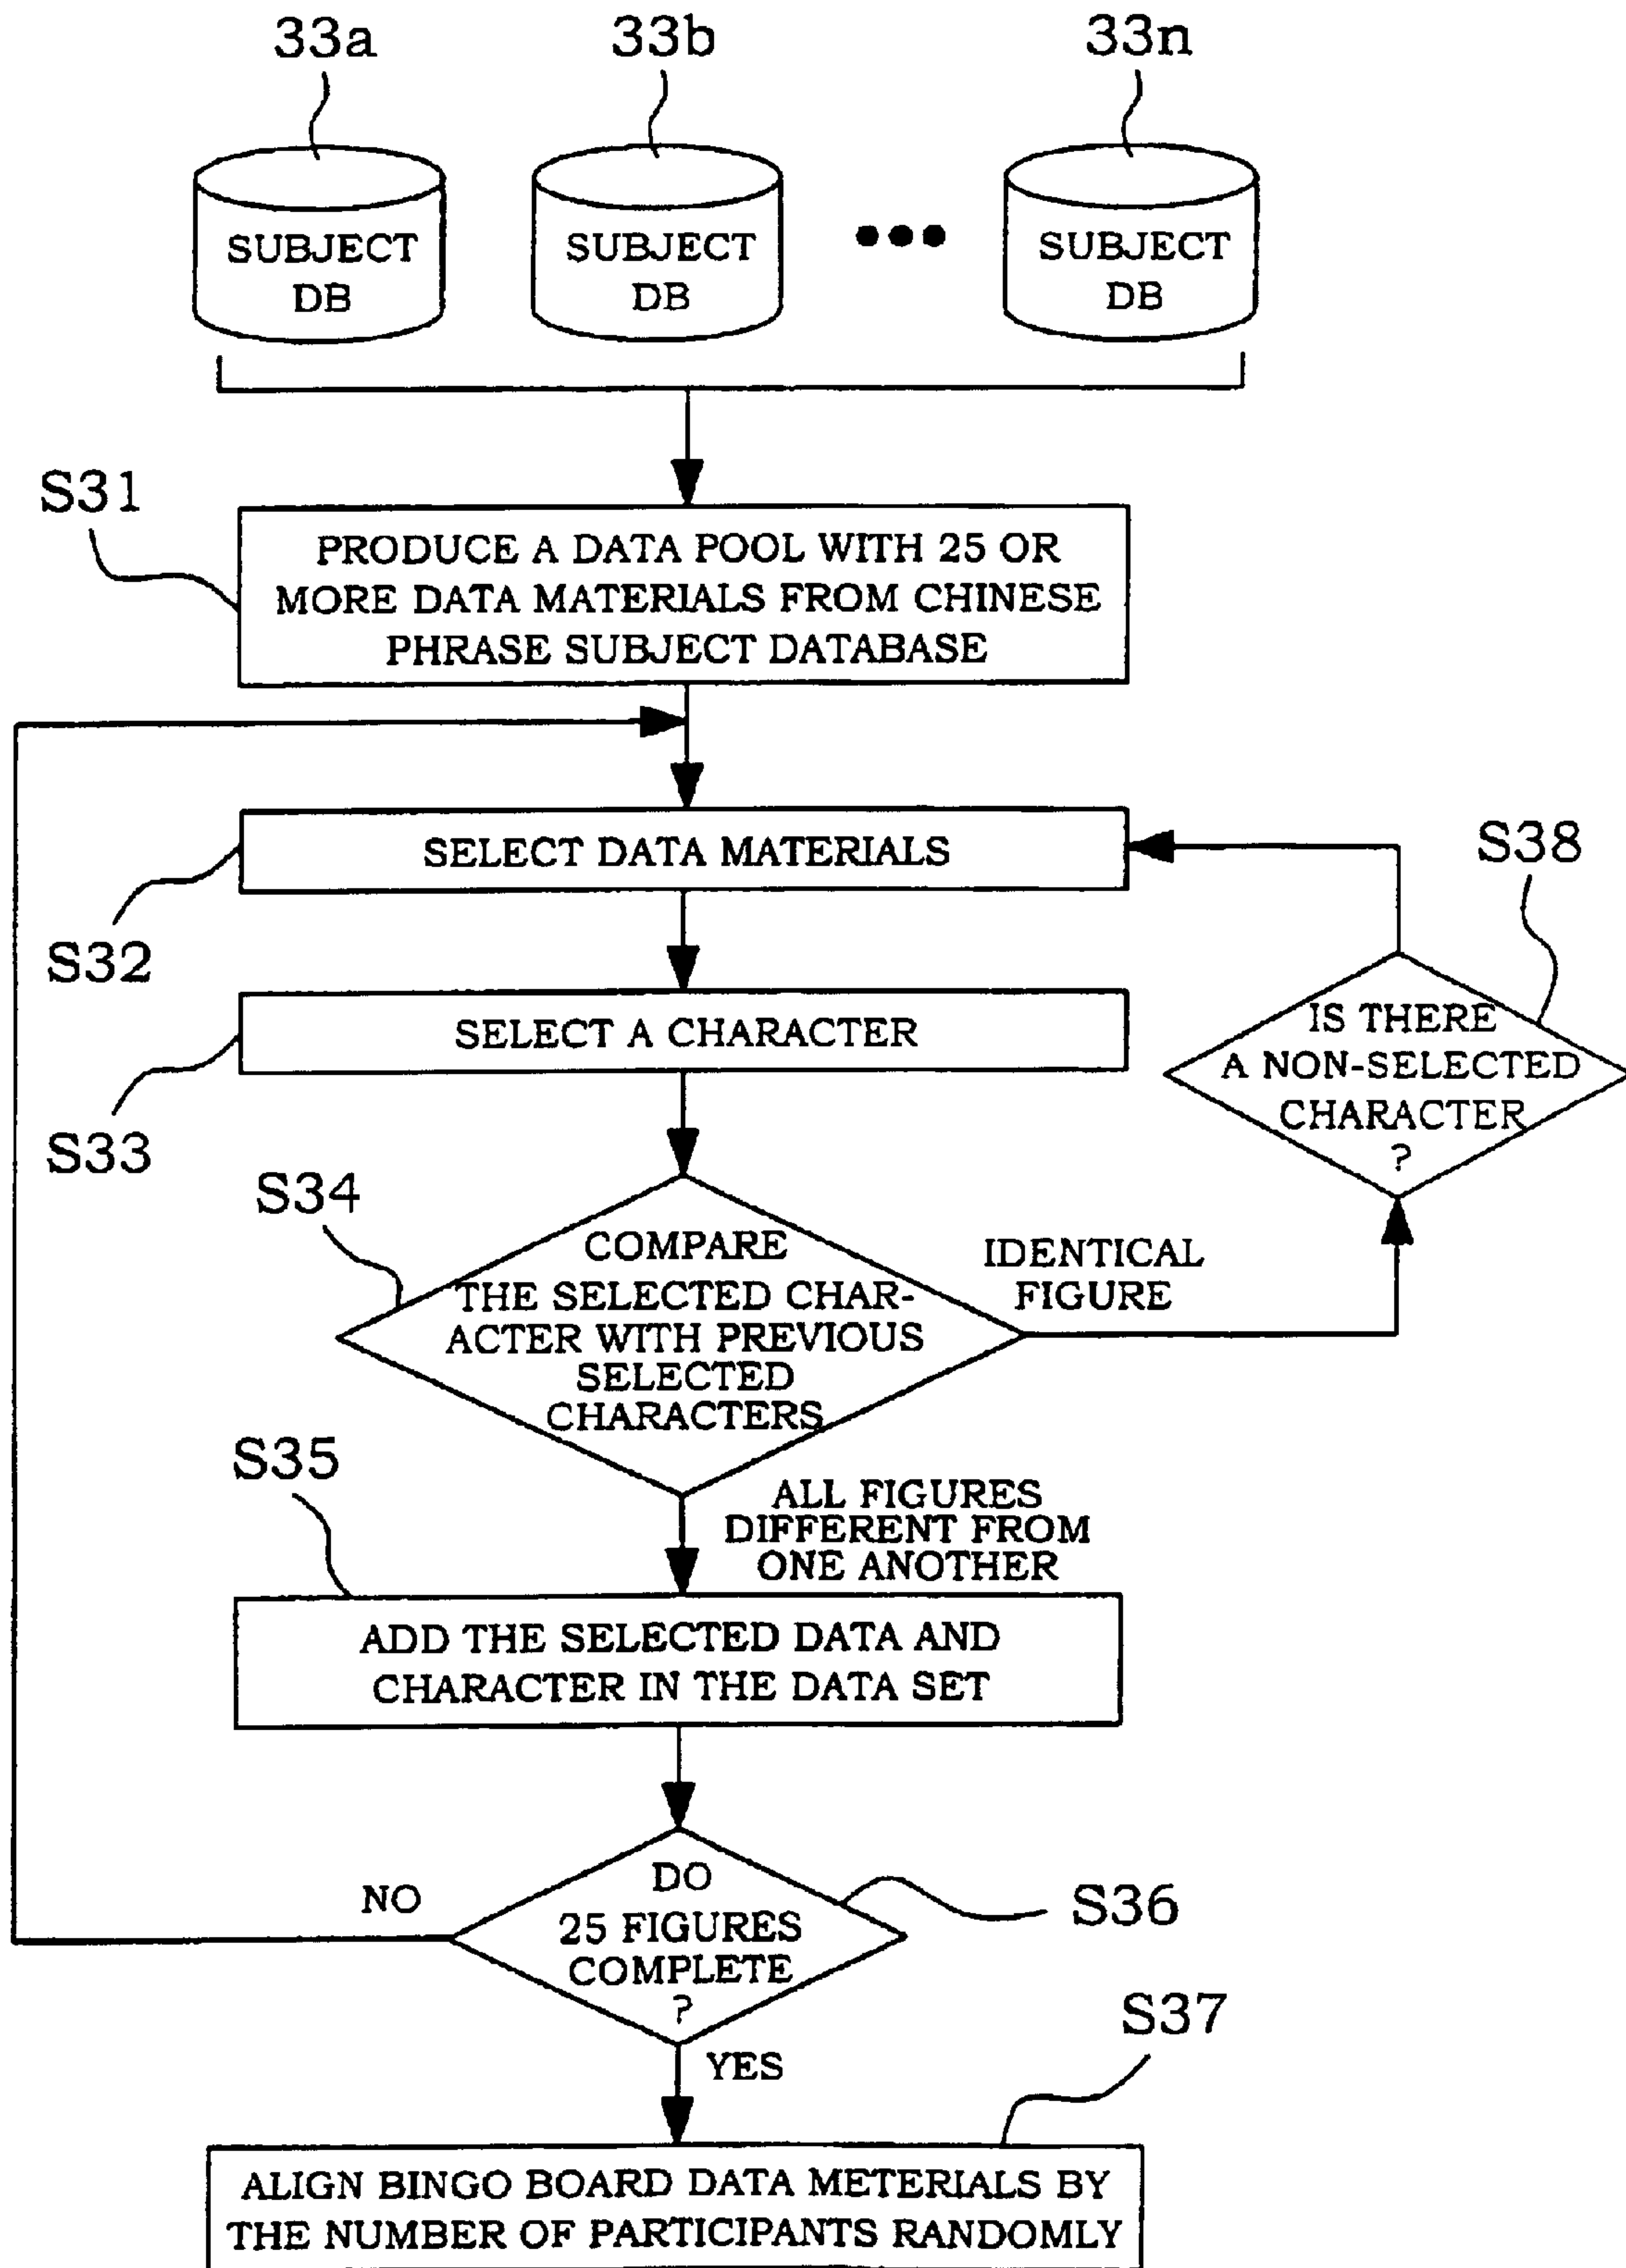 33a
33b
33n
SUBJECT
DB
SUBJECT
DB
SUBJECT
DB
S31
PRODUCE A DATA POOL WITH 25 OR
MORE DATA MATERIALS FROM CHINESE
PHRASE SUBJECT DATABASE
SELECT DATA MATERIALS
S32
S38
SELECT A CHARACTER
S33
IS THERE
A NON-SELECTED
CHARACTER
?
S34
COMPARE
THE SELECTED CHAR-
ACTER WITH PREVIOUS
SELECTED
CHARACTERS
IDENTICAL
FIGURE
S35
ALL FIGURES
DIFFERENT FROM
ONE ANOTHER
ADD THE SELECTED DATA AND
CHARACTER IN THE DATA SET
NO
DO
25 FIGURES
COMPLETE
?
S36
YES
S37
ALIGN BINGO BOARD DATA METERIALS BY
THE NUMBER OF PARTICIPANTS RANDOMLY